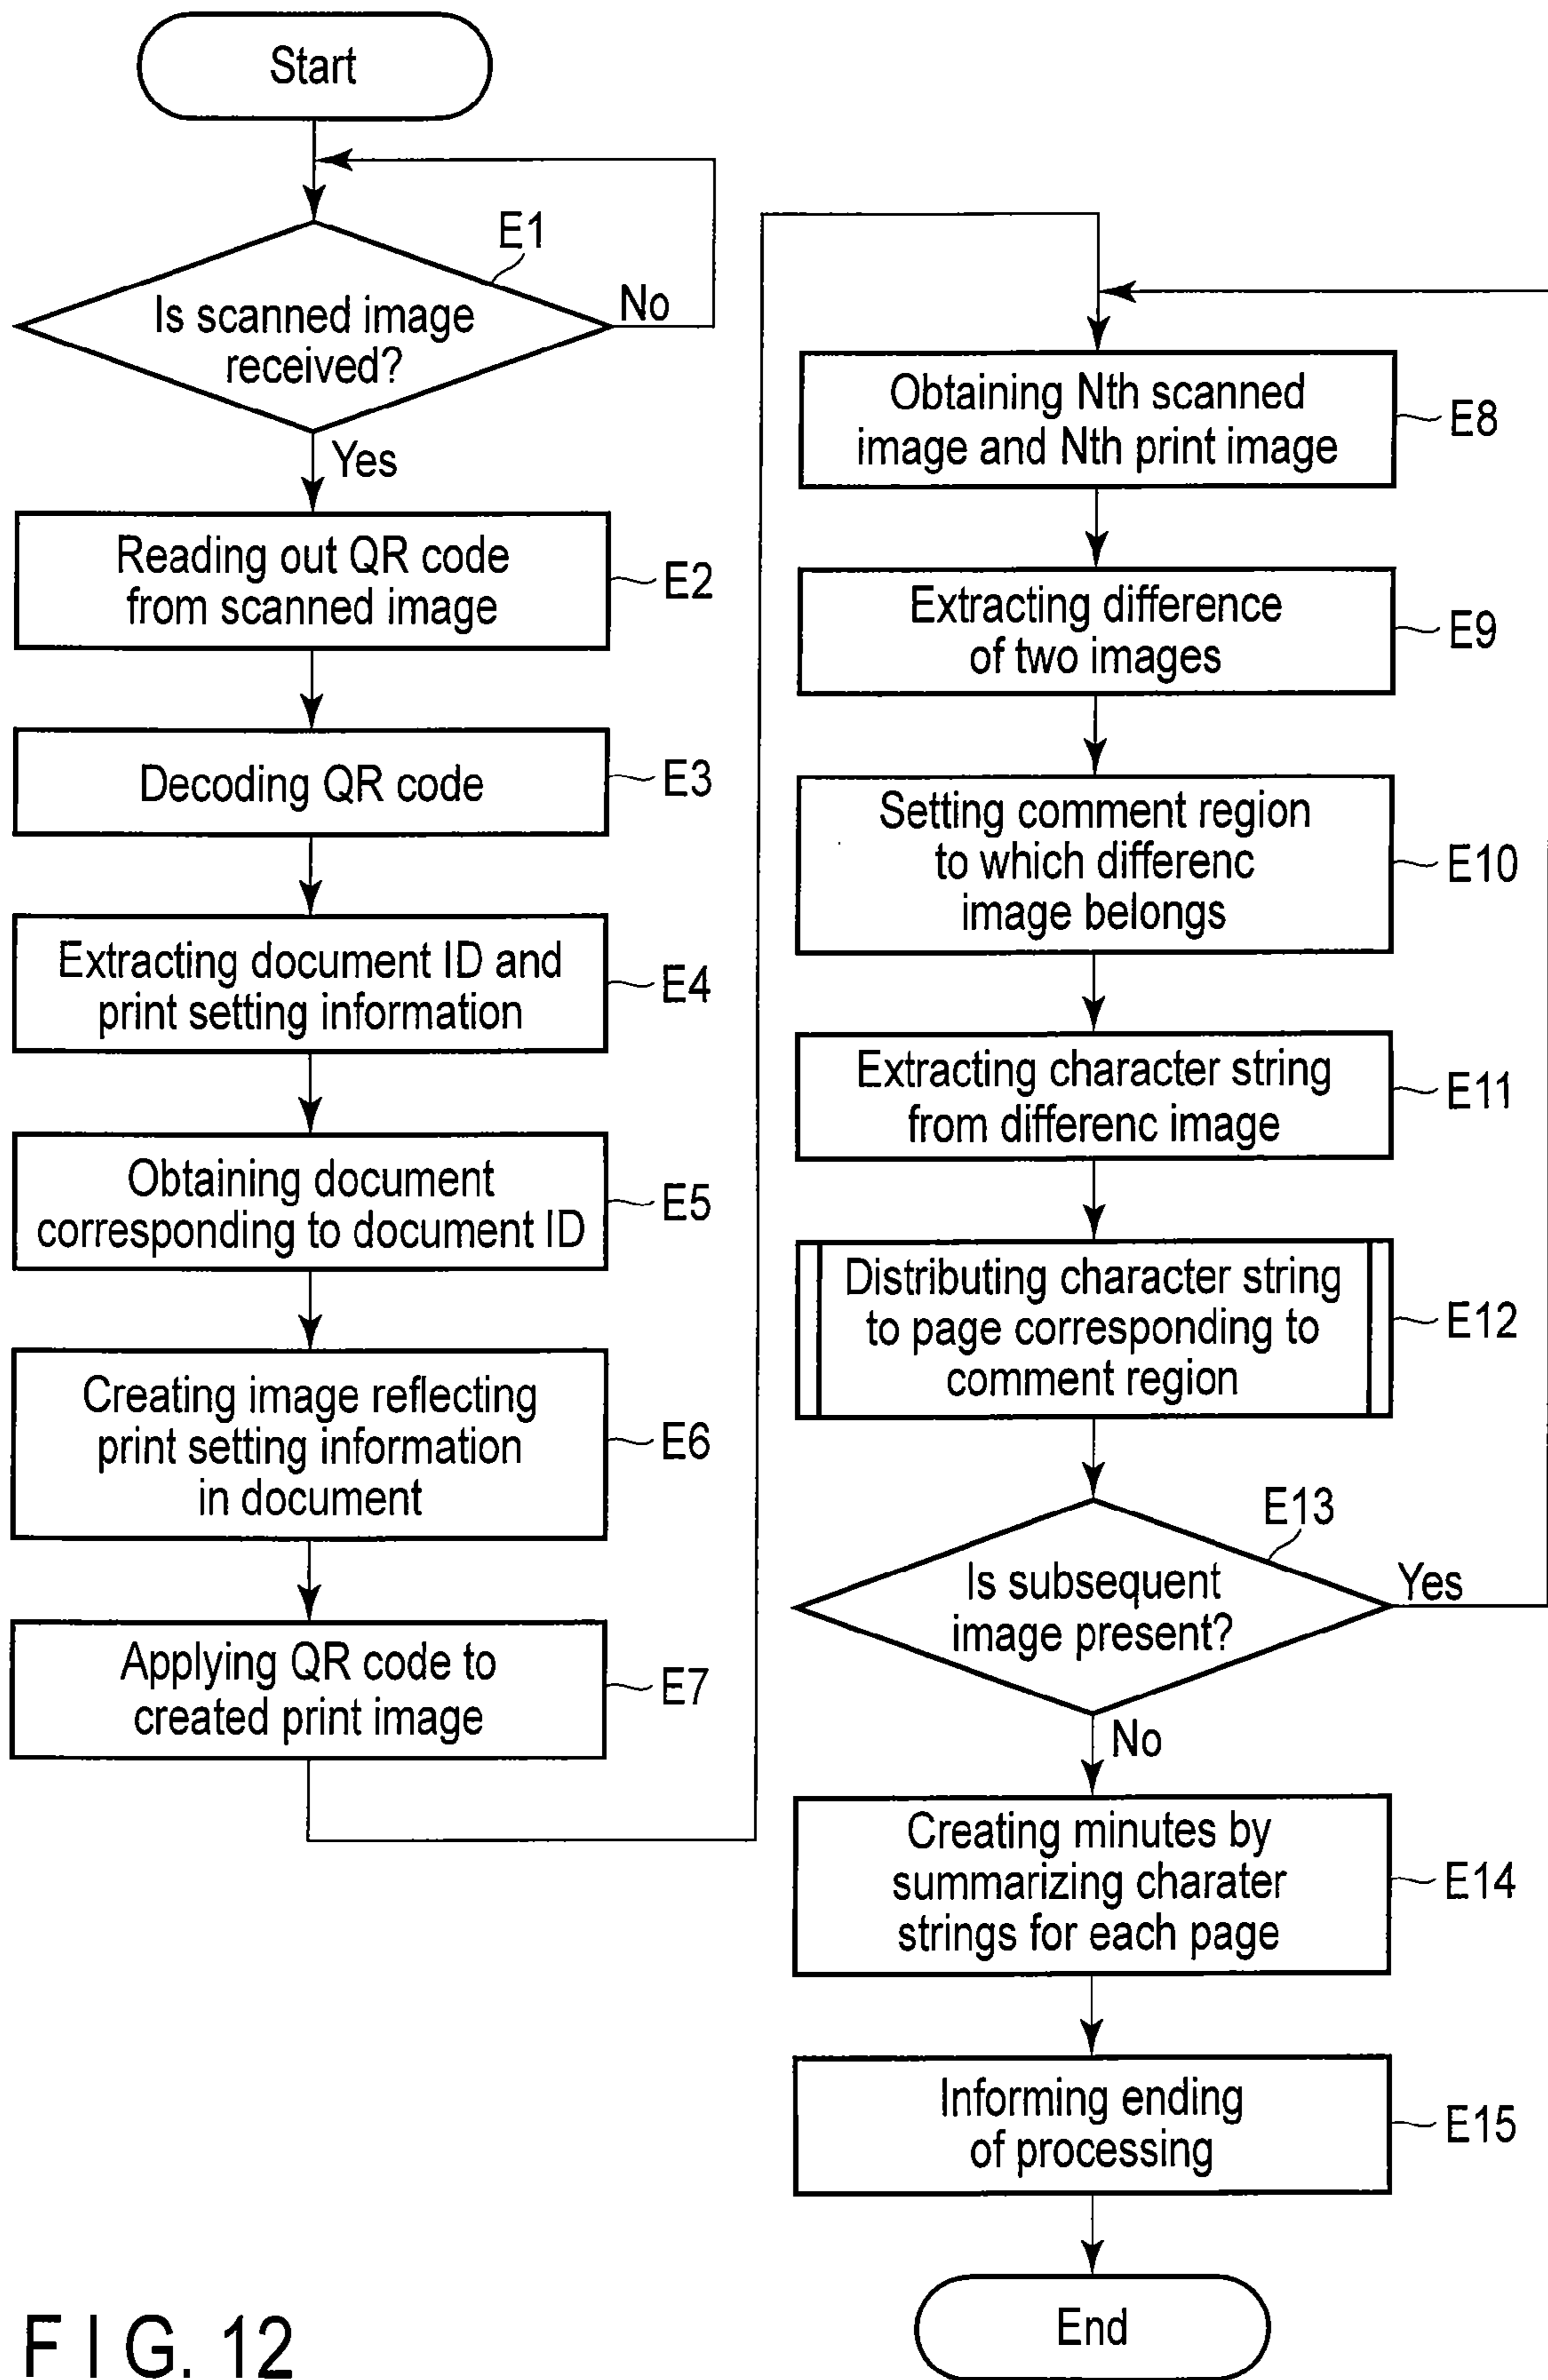 Start
E1
Is scanned image
received?
No
Yes
Reading out QR code
from scanned image
E2
Decoding QR code
E3
Extracting document ID and
print setting information
E4
Obtaining document
corresponding to document ID
E5
Creating image reflecting
print setting information
in document
E6
Applying QR code to
created print image
E7
Obtaining Nth scanned
image and Nth print image
E8
Extracting difference
of two images
E9
Setting comment region
to which differenc
image belongs
E10
Extracting character string
from differenc image
E11
Distributing character string
to page corresponding to
comment region
E12
E13
Is subsequent
image present?
Yes
No
Creating minutes by
summarizing charater
strings for each page
E14
Informing ending
of processing
E15
End
FIG. 12